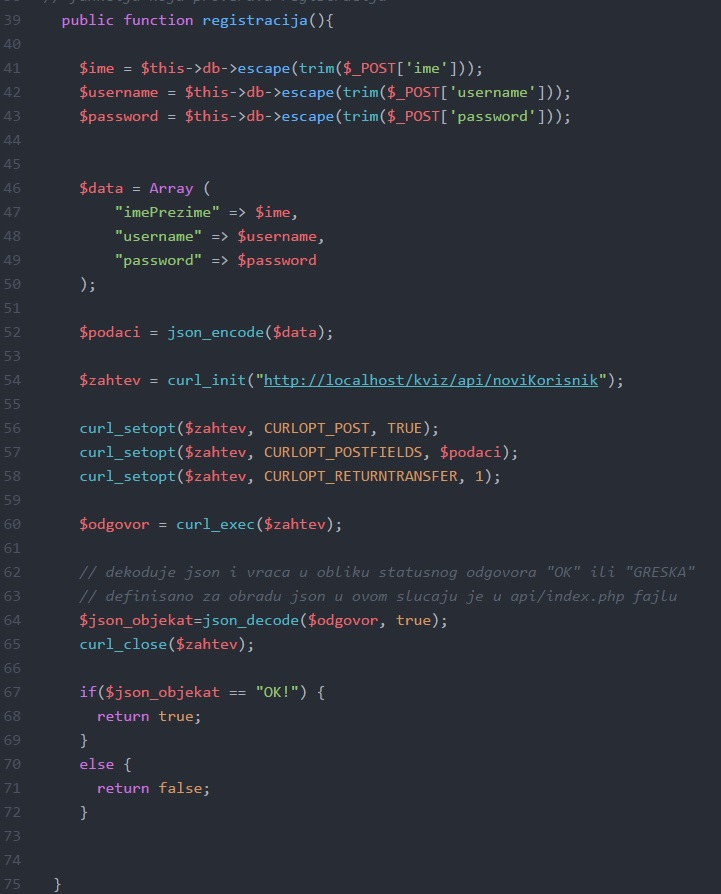 // funkcija koja proverava registraciju
39 public function registracija(){
40
41 $ime = $this->db->escape(trim($_POST['ime']));
42 $username = $this->db->escape(trim($_POST['username']));
43 $password = $this->db->escape(trim($_POST['password']));
44
45
46 $data = Array (
47 "imePrezime" => $ime,
48 "username" => $username,
49 "password" => $password
50 );
51
52 $podaci = json_encode($data);
53
54 $zahtev = curl_init("http://localhost/kviz/api/noviKorisnik");
55
56 curl_setopt($zahtev, CURLOPT_POST, TRUE);
57 curl_setopt($zahtev, CURLOPT_POSTFIELDS, $podaci);
58 curl_setopt($zahtev, CURLOPT_RETURNTRANSFER, 1);
59
60 $odgovor = curl_exec($zahtev);
61
62 // dekoduje json i vraca u obliku statusnog odgovora "OK" ili "GRESKA"
63 // definisano za obradu json u ovom slucaju je u api/index.php fajlu
64 $json_objekat=json_decode($odgovor, true);
65 curl_close($zahtev);
66
67 if($json_objekat == "OK!") {
68 return true;
69 }
70 else {
71 return false;
72 }
73
74
75 }